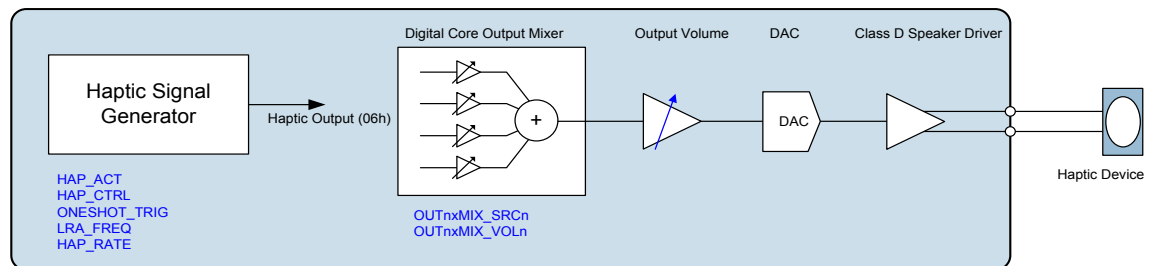 Digital Core Output Mixer
Output Volume
DAC
Class D Speaker Driver
Haptic Signal
Generator
Haptic Output (06h)
+
DAC
Haptic Device
HAP_ACT
HAP_CTRL
ONESHOT_TRIG
LRA_FREQ
HAP_RATE
OUTnxMIX_SRCn
OUTnxMIX_VOLn